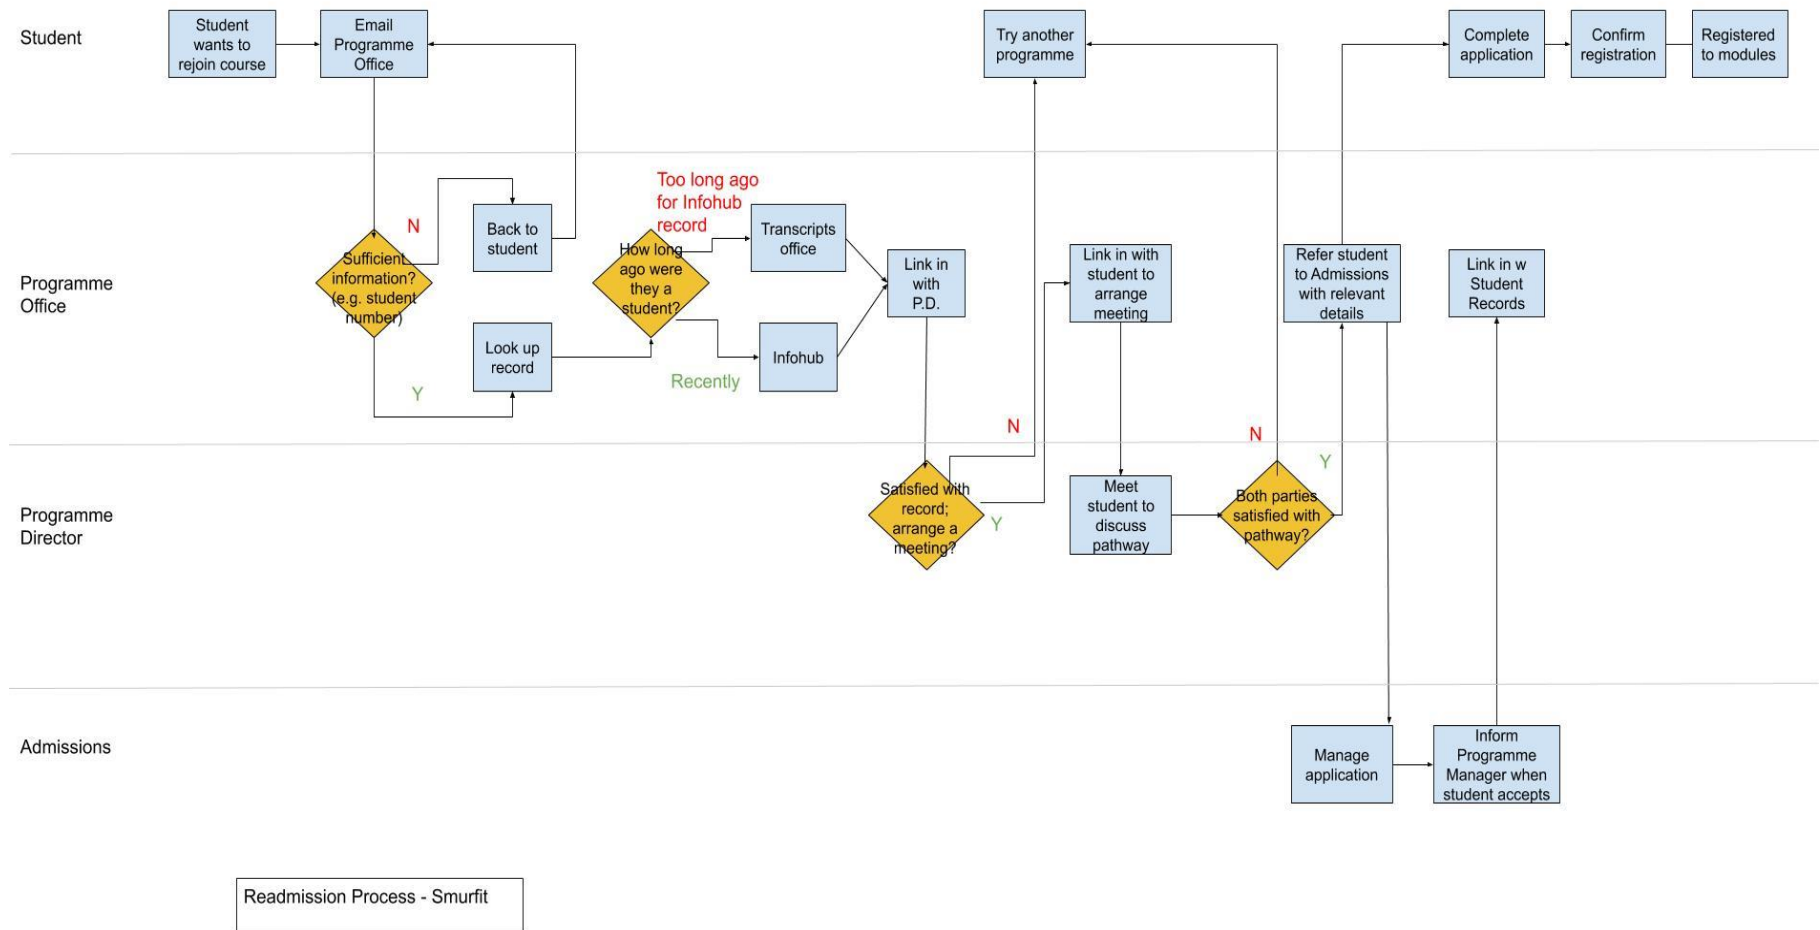 Student
Student
wants to
rejoin course
Email
Programme
Office
Try another
programme
Complete
application
Confirm
registration
Registered
to modules
Programme
Office
Sufficient
information?
(e.g. student
number)
N
Y
Back to
student
Look up
record
How long
ago were
they a
student?
Too long ago
for Infohub
record
Recently
Transcripts
office
Infohub
Link in
with
P.D.
Link in with
student to
arrange
meeting
Refer student
to Admissions
with relevant
details
Link in w
Student
Records
Programme
Director
Satisfied with
record;
arrange a
meeting?
N
Y
Meet
student to
discuss
pathway
Both parties
satisfied with
pathway?
N
Y
Admissions
Manage
application
Inform
Programme
Manager when
student accepts
Readmission Process - Smurfit